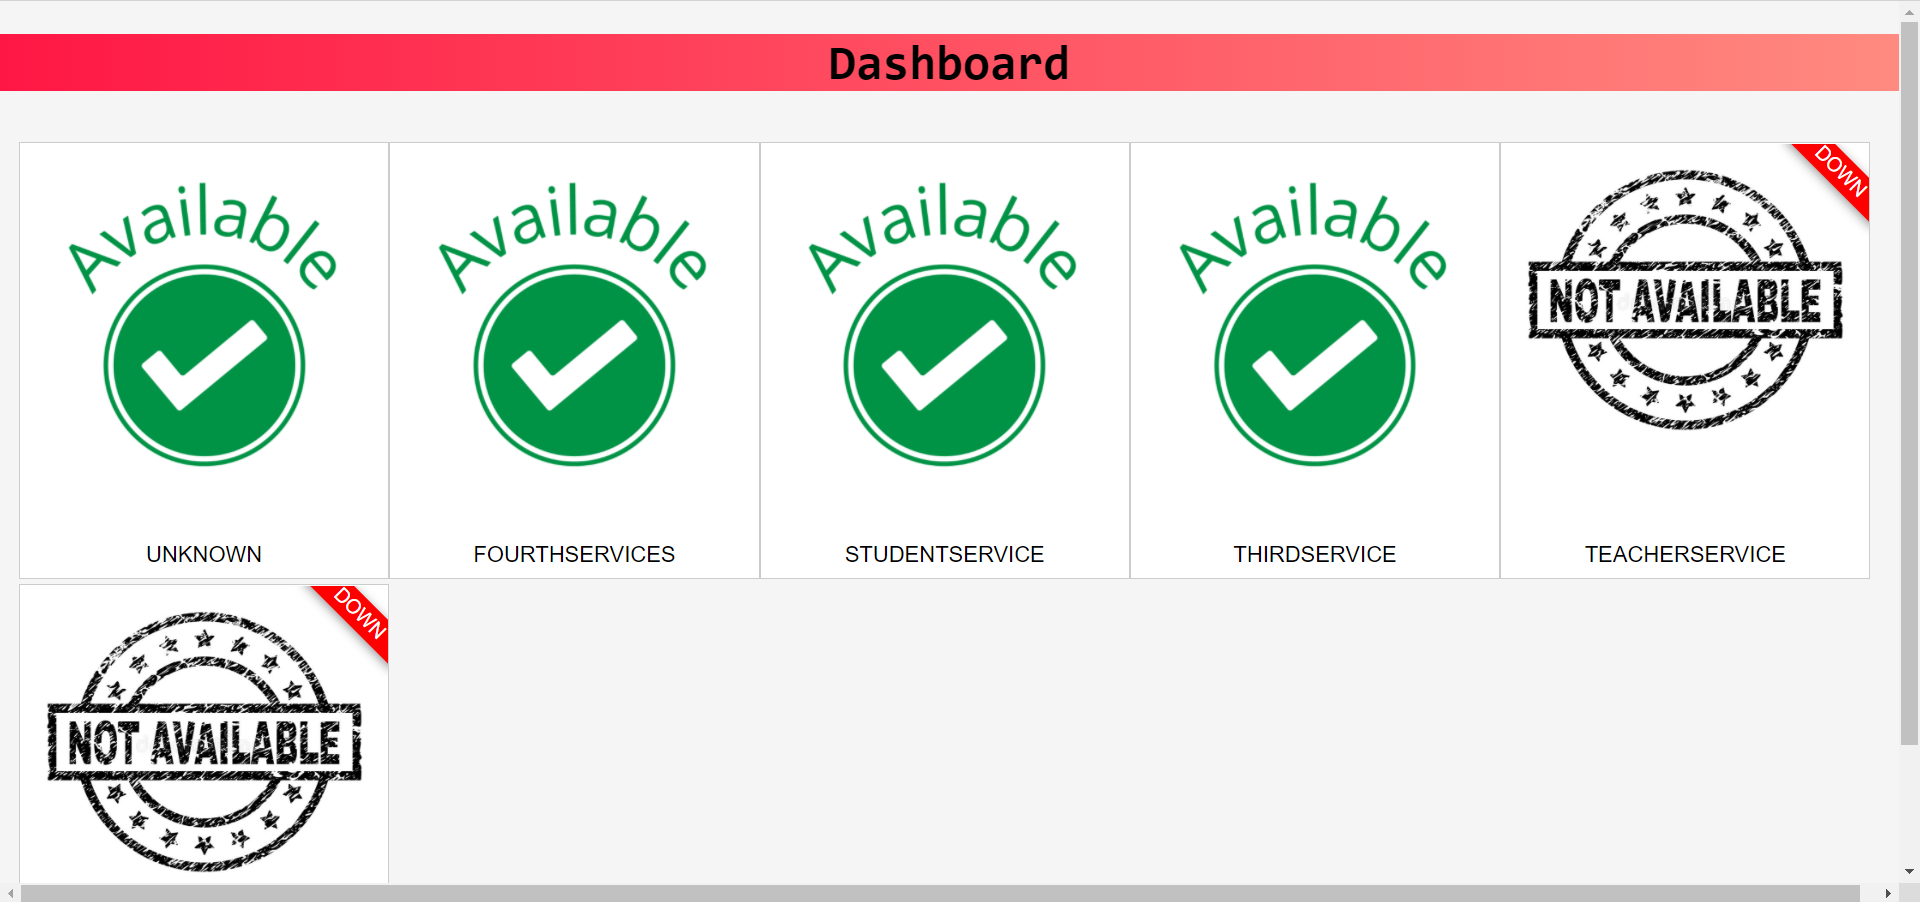 Dashboard
Available
Available
Available
Available
DOWN
NOT AVAILABLE
UNKNOWN
FOURTHSERVICES
STUDENTSERVICE
THIRDSERVICE
TEACHERSERVICE
DOWN
NOT AVAILABLE